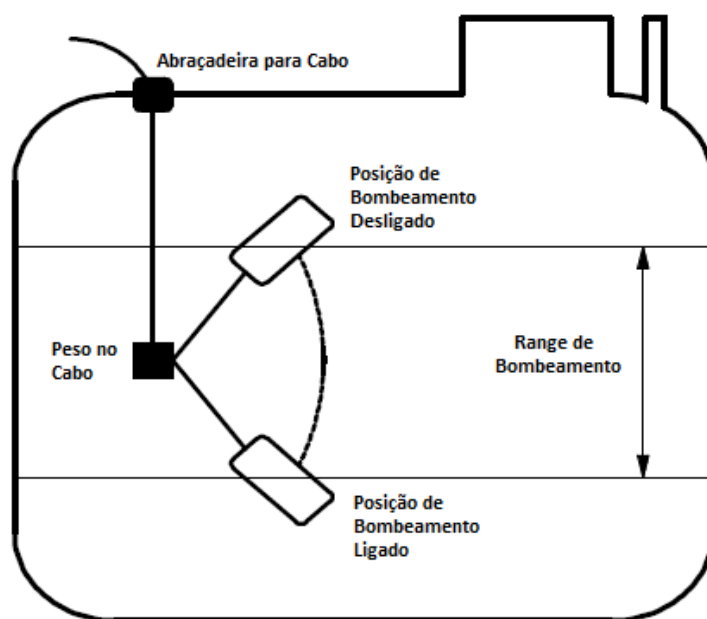 Abraçadeira para Cabo
Posição de
Bombeamento
Desligado
Peso no
Cabo
Range de
Bombeamento
Posição de
Bombeamento
Ligado